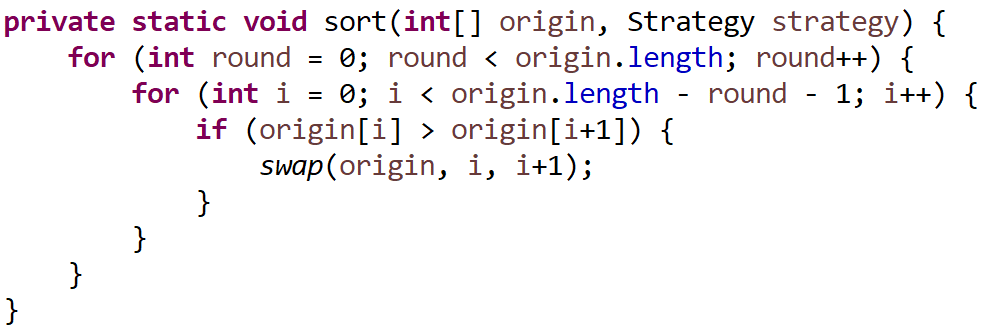 private static void sort(int[] origin, Strategy strategy) {
    for (int round = 0; round < origin.length; round++) {
        for (int i = 0; i < origin.length - round - 1; i++) {
            if (origin[i] > origin[i+1]) {
                swap(origin, i, i+1);
            }
        }
    }
}